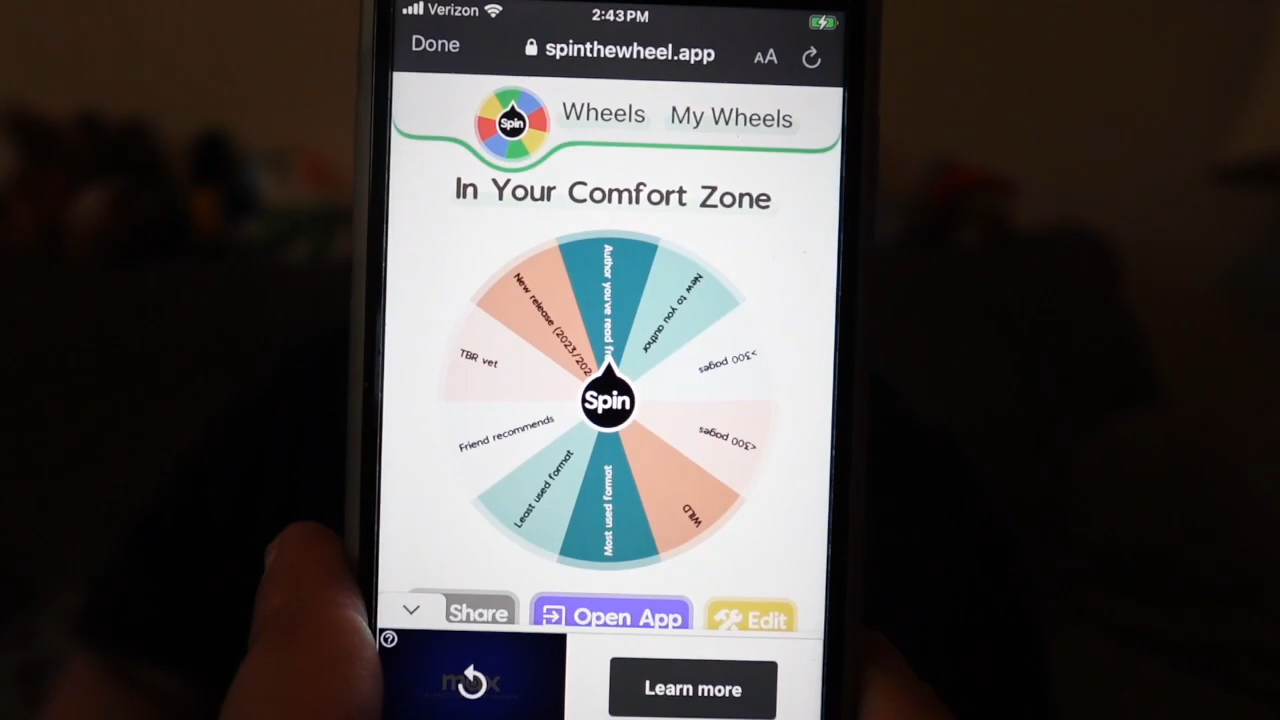 Verizon
2:43 PM
Done
spinthewheel.app
AA
Spin
Wheels
My Wheels
In Your Comfort Zone
Author you've read
New to you author
>300 pages
<300 pages
WILD
Most used format
Least used format
Friend recommends
TBR vet
New release (2023/202
Spin
Share
Open App
Edit
Learn more